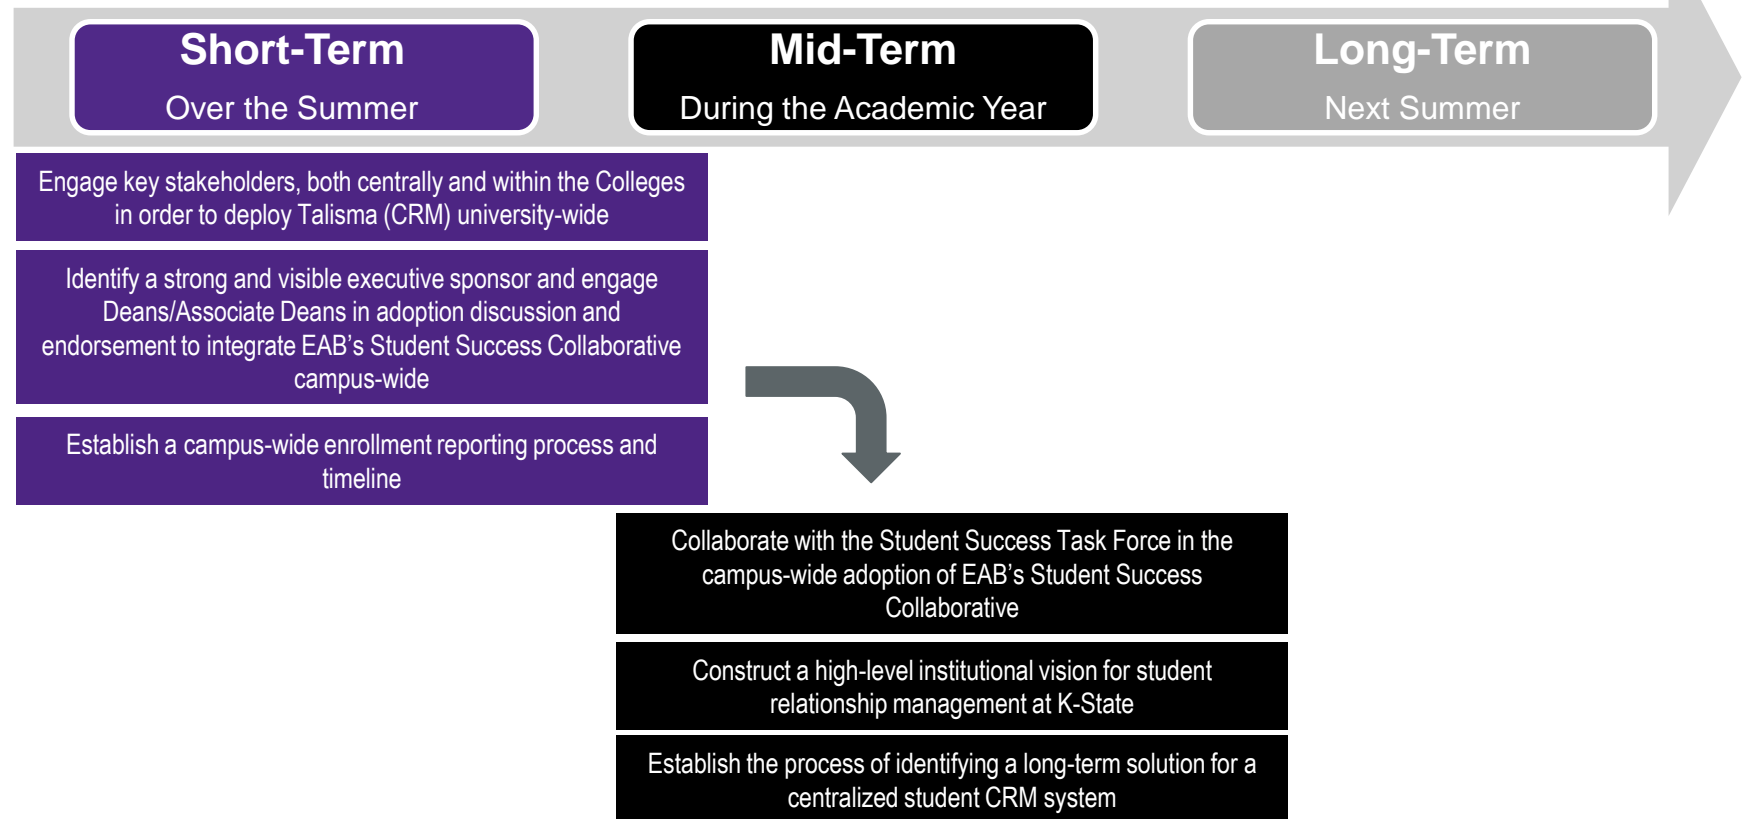 Short-Term
Over the Summer
Mid-Term
During the Academic Year
Long-Term
Next Summer
Engage key stakeholders, both centrally and within the Colleges
in order to deploy Talisma (CRM) university-wide
Identify a strong and visible executive sponsor and engage
Deans/Associate Deans in adoption discussion and
endorsement to integrate EAB’s Student Success Collaborative
campus-wide
Establish a campus-wide enrollment reporting process and
timeline
Collaborate with the Student Success Task Force in the
campus-wide adoption of EAB’s Student Success
Collaborative
Construct a high-level institutional vision for student
relationship management at K-State
Establish the process of identifying a long-term solution for a
centralized student CRM system